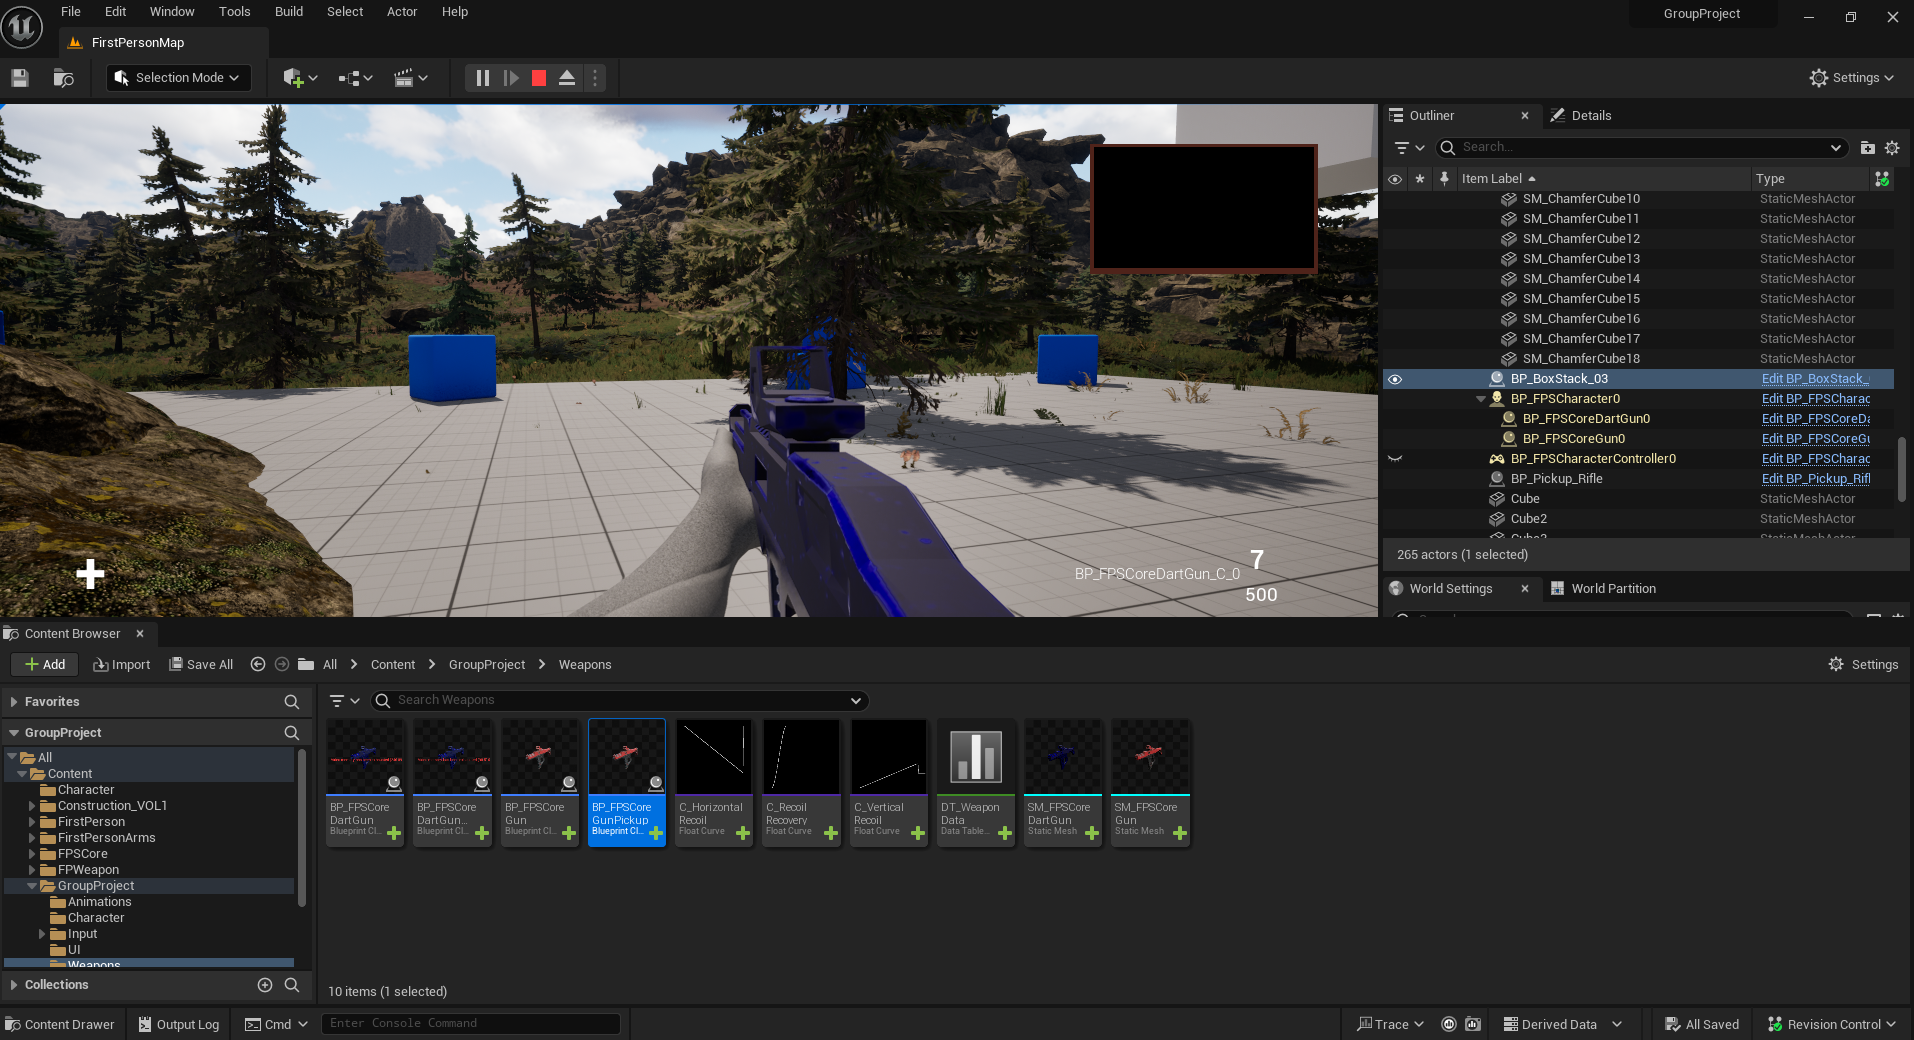 File Edit Window Tools Build Select Actor Help
GroupProject
FirstPersonMap
Selection Mode
Settings
BP_FPSCoreDartGun_C_0
7
500
Outliner
Details
Search...
Item Label
Type
SM_ChamferCube10 StaticMeshActor
SM_ChamferCube11 StaticMeshActor
SM_ChamferCube12 StaticMeshActor
SM_ChamferCube13 StaticMeshActor
SM_ChamferCube14 StaticMeshActor
SM_ChamferCube15 StaticMeshActor
SM_ChamferCube16 StaticMeshActor
SM_ChamferCube17 StaticMeshActor
SM_ChamferCube18 StaticMeshActor
BP_BoxStack_03 Edit BP_BoxStack_
BP_FPSCharacter0 Edit BP_FPSCharac
BP_FPSCoreDartGun0 Edit BP_FPSCoreDa
BP_FPSCoreGun0 Edit BP_FPSCoreGu
BP_FPSCharacterController0 Edit BP_FPSCharac
BP_Pickup_Rifle Edit BP_Pickup_Rifl
Cube StaticMeshActor
Cube2 StaticMeshActor
265 actors (1 selected)
World Settings
World Partition
Content Browser
Add
Import
Save All
All
Content
GroupProject
Weapons
Settings
Favorites
GroupProject
All
Content
Character
Construction_VOL1
FirstPerson
FirstPersonArms
FPSCore
FPWeapon
GroupProject
Animations
Character
Input
UI
Weapons
Collections
Search Weapons
BP_FPSCore
DartGun
Blueprint Cl...
BP_FPSCore
DartGun...
Blueprint Cl...
BP_FPSCore
Gun
Blueprint Cl...
BP_FPSCore
GunPickup
Blueprint Cl...
C_Horizontal
Recoil
Float Curve
C_Recoil
Recovery
Float Curve
C_Vertical
Recoil
Float Curve
DT_Weapon
Data
Data Table...
SM_FPSCore
DartGun
Static Mesh
SM_FPSCore
Gun
Static Mesh
10 items (1 selected)
Content Drawer
Output Log
Cmd
Enter Console Command
Trace
Derived Data
All Saved
Revision Control